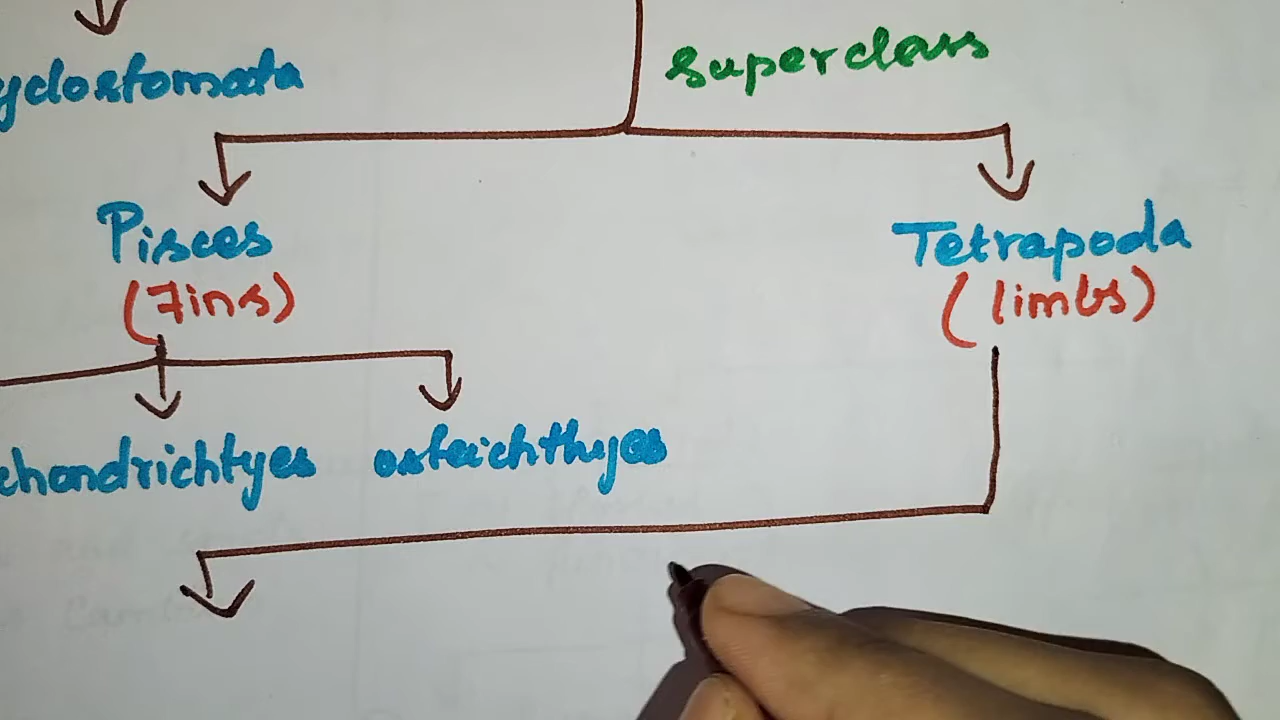 yclostomata
Superclass
Pisces
(Fins)
Tetrapoda
(limbs)
chondrichtyes
osteichthyes